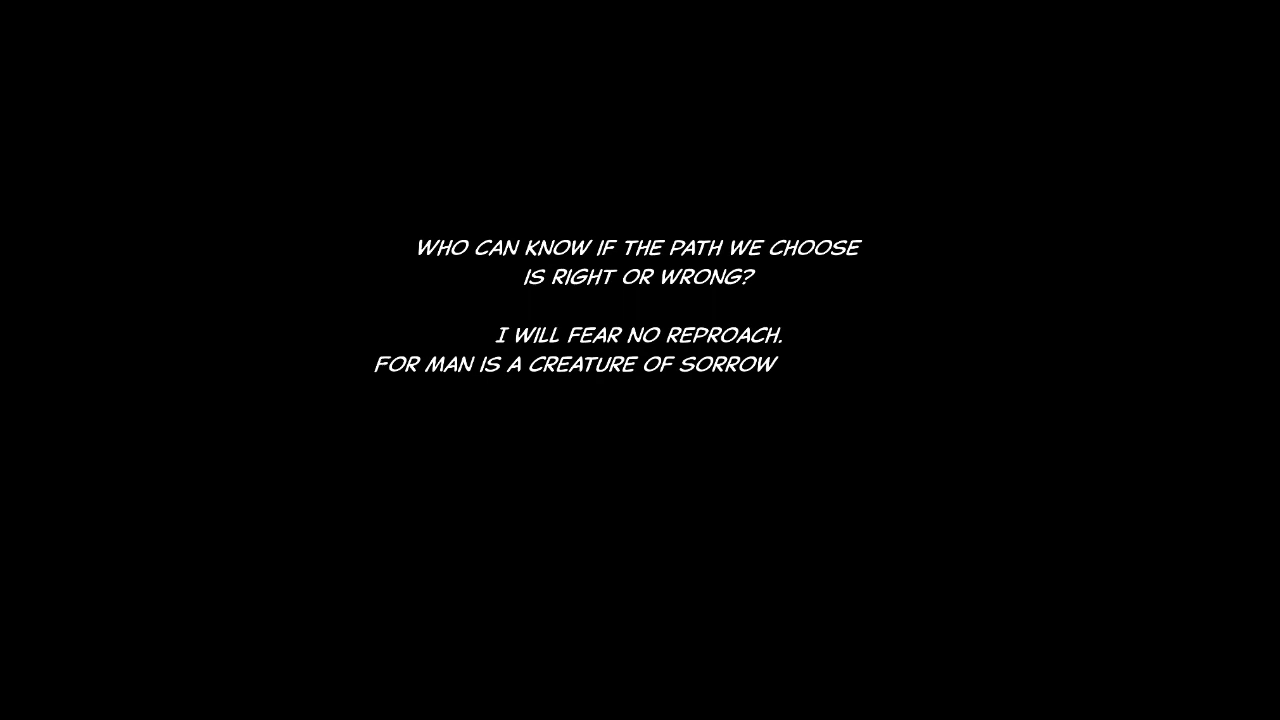 WHO CAN KNOW IF THE PATH WE CHOOSE
IS RIGHT OR WRONG?
I WILL FEAR NO REPROACH.
FOR MAN IS A CREATURE OF SORROW